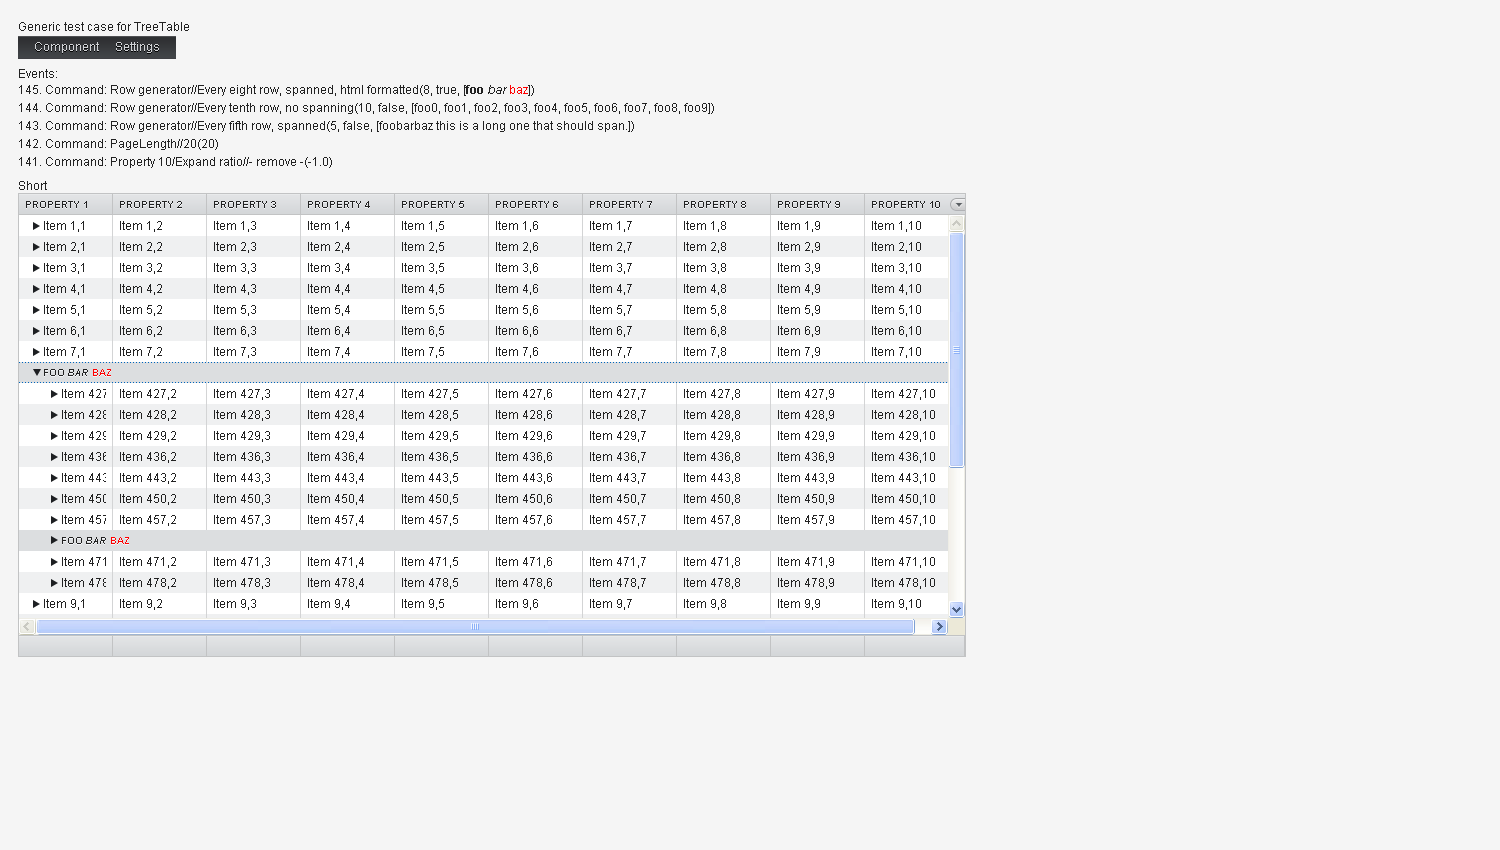 Generic test case for TreeTable
Component Settings
Events:
145. Command: Row generator//Every eight row, spanned, html formatted(8, true, [foo bar baz])
144. Command: Row generator//Every tenth row, no spanning(10, false, [foo0, foo1, foo2, foo3, foo4, foo5, foo6, foo7, foo8, foo9])
143. Command: Row generator//Every fifth row, spanned(5, false, [foobarbaz this is a long one that should span.])
142. Command: PageLength//20(20)
141. Command: Property 10/Expand ratio//- remove -(-1.0)
Short
PROPERTY 1 PROPERTY 2 PROPERTY 3 PROPERTY 4 PROPERTY 5 PROPERTY 6 PROPERTY 7 PROPERTY 8 PROPERTY 9 PROPERTY 10
Item 1,1 Item 1,2 Item 1,3 Item 1,4 Item 1,5 Item 1,6 Item 1,7 Item 1,8 Item 1,9 Item 1,10
Item 2,1 Item 2,2 Item 2,3 Item 2,4 Item 2,5 Item 2,6 Item 2,7 Item 2,8 Item 2,9 Item 2,10
Item 3,1 Item 3,2 Item 3,3 Item 3,4 Item 3,5 Item 3,6 Item 3,7 Item 3,8 Item 3,9 Item 3,10
Item 4,1 Item 4,2 Item 4,3 Item 4,4 Item 4,5 Item 4,6 Item 4,7 Item 4,8 Item 4,9 Item 4,10
Item 5,1 Item 5,2 Item 5,3 Item 5,4 Item 5,5 Item 5,6 Item 5,7 Item 5,8 Item 5,9 Item 5,10
Item 6,1 Item 6,2 Item 6,3 Item 6,4 Item 6,5 Item 6,6 Item 6,7 Item 6,8 Item 6,9 Item 6,10
Item 7,1 Item 7,2 Item 7,3 Item 7,4 Item 7,5 Item 7,6 Item 7,7 Item 7,8 Item 7,9 Item 7,10
FOO BAR BAZ
Item 427 Item 427,2 Item 427,3 Item 427,4 Item 427,5 Item 427,6 Item 427,7 Item 427,8 Item 427,9 Item 427,10
Item 428 Item 428,2 Item 428,3 Item 428,4 Item 428,5 Item 428,6 Item 428,7 Item 428,8 Item 428,9 Item 428,10
Item 429 Item 429,2 Item 429,3 Item 429,4 Item 429,5 Item 429,6 Item 429,7 Item 429,8 Item 429,9 Item 429,10
Item 436 Item 436,2 Item 436,3 Item 436,4 Item 436,5 Item 436,6 Item 436,7 Item 436,8 Item 436,9 Item 436,10
Item 443 Item 443,2 Item 443,3 Item 443,4 Item 443,5 Item 443,6 Item 443,7 Item 443,8 Item 443,9 Item 443,10
Item 450 Item 450,2 Item 450,3 Item 450,4 Item 450,5 Item 450,6 Item 450,7 Item 450,8 Item 450,9 Item 450,10
Item 457 Item 457,2 Item 457,3 Item 457,4 Item 457,5 Item 457,6 Item 457,7 Item 457,8 Item 457,9 Item 457,10
FOO BAR BAZ
Item 471 Item 471,2 Item 471,3 Item 471,4 Item 471,5 Item 471,6 Item 471,7 Item 471,8 Item 471,9 Item 471,10
Item 478 Item 478,2 Item 478,3 Item 478,4 Item 478,5 Item 478,6 Item 478,7 Item 478,8 Item 478,9 Item 478,10
Item 9,1 Item 9,2 Item 9,3 Item 9,4 Item 9,5 Item 9,6 Item 9,7 Item 9,8 Item 9,9 Item 9,10